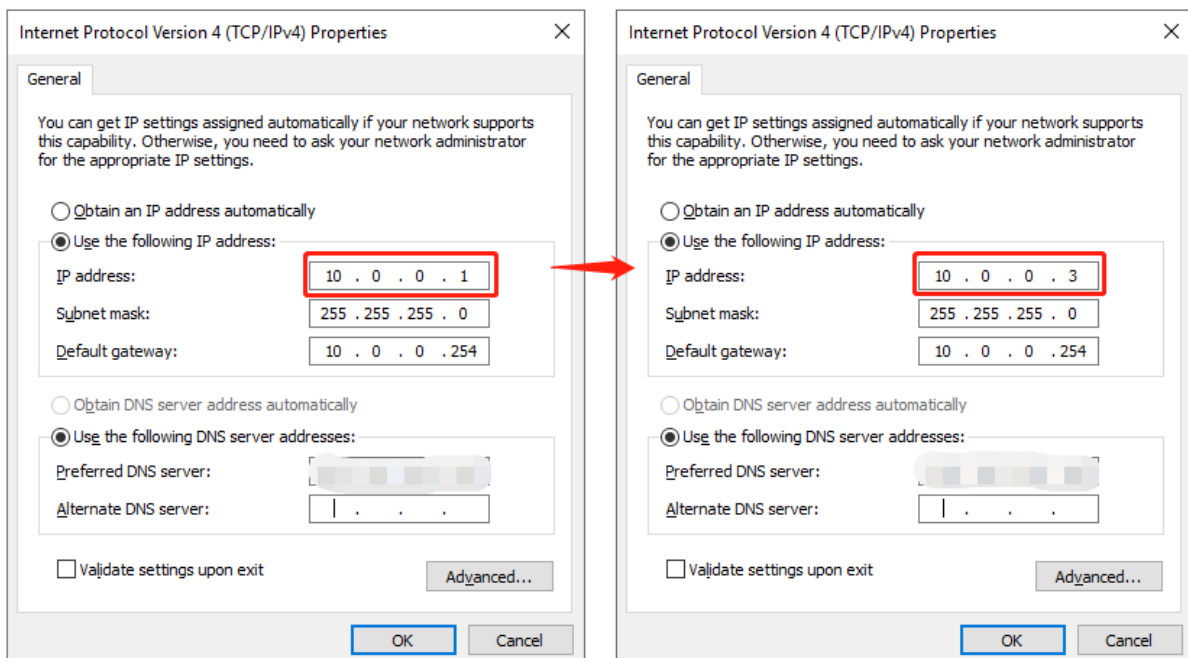 Internet Protocol Version 4 (TCP/IPv4) Properties
General
You can get IP settings assigned automatically if your network supports
this capability. Otherwise, you need to ask your network administrator
for the appropriate IP settings.
Obtain an IP address automatically
Use the following IP address:
IP address:
10 . 0 . 0 . 1
Subnet mask:
255 . 255 . 255 . 0
Default gateway:
10 . 0 . 0 . 254
Obtain DNS server address automatically
Use the following DNS server addresses:
Preferred DNS server:
Alternate DNS server:
. . .
Validate settings upon exit
Advanced...
OK
Cancel
Internet Protocol Version 4 (TCP/IPv4) Properties
General
You can get IP settings assigned automatically if your network supports
this capability. Otherwise, you need to ask your network administrator
for the appropriate IP settings.
Obtain an IP address automatically
Use the following IP address:
IP address:
10 . 0 . 0 . 3
Subnet mask:
255 . 255 . 255 . 0
Default gateway:
10 . 0 . 0 . 254
Obtain DNS server address automatically
Use the following DNS server addresses:
Preferred DNS server:
Alternate DNS server:
. . .
Validate settings upon exit
Advanced...
OK
Cancel